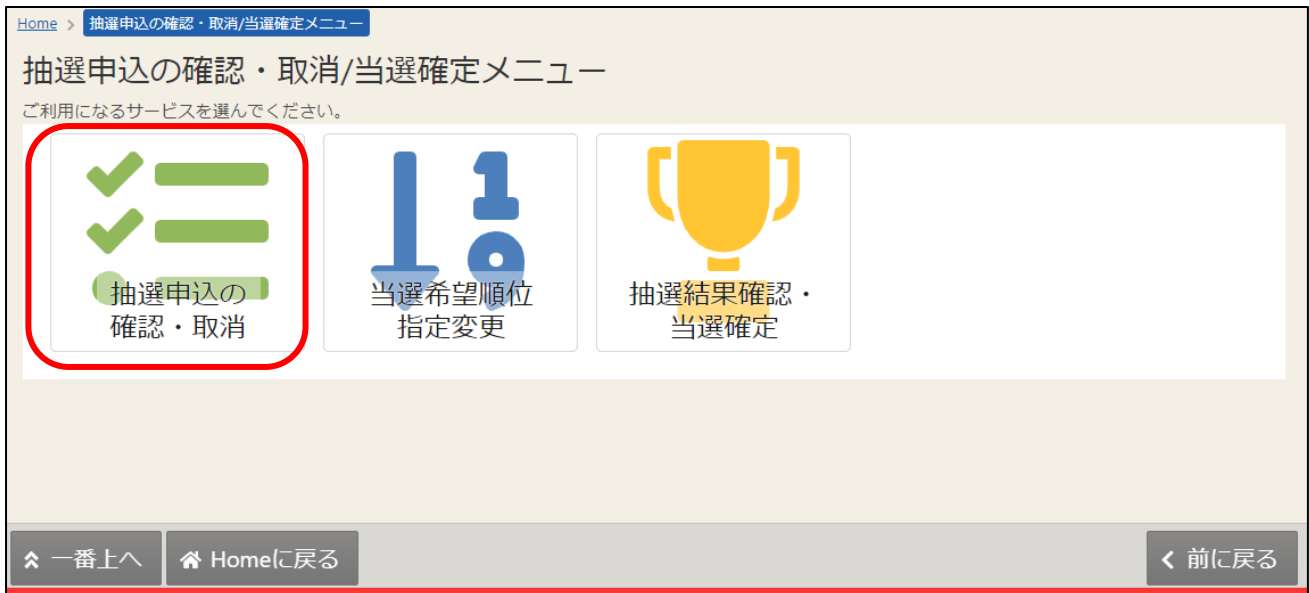 Home > 抽選申込の確認・取消/当選確定メニュー
抽選申込の確認・取消/当選確定メニュー
ご利用になるサービスを選んでください。
抽選申込の
確認・取消
当選希望順位
指定変更
抽選結果確認・
当選確定
一番上へ
Homeに戻る
前に戻る